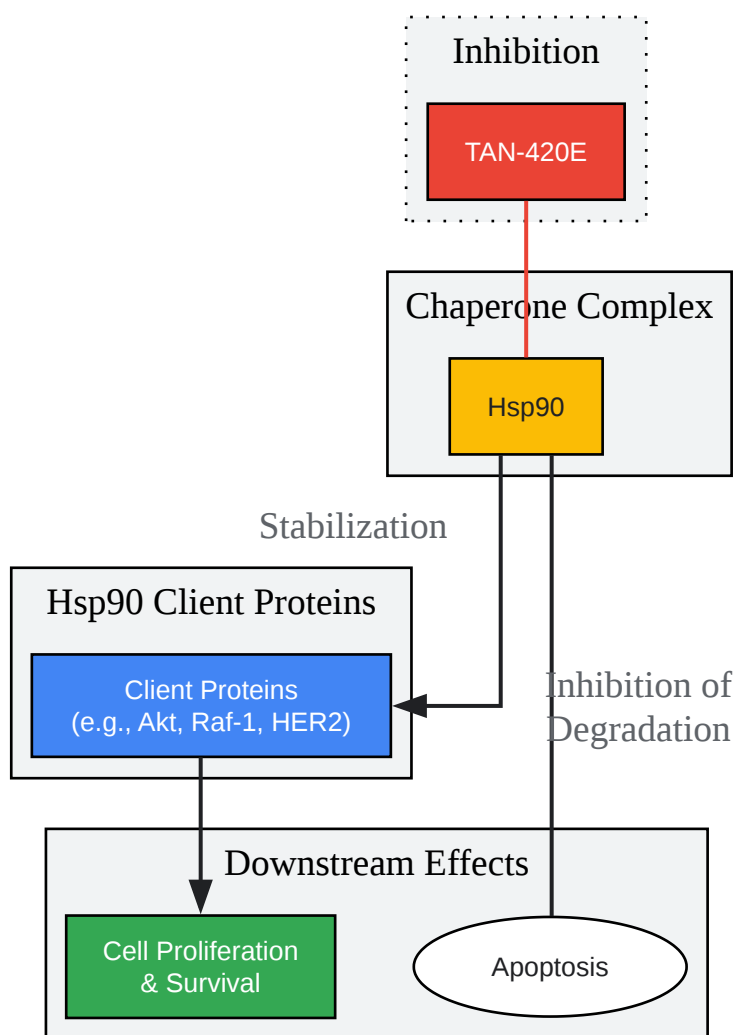 Inhibition
TAN-420E
Chaperone Complex
Hsp90
Stabilization
Hsp90 Client Proteins
Client Proteins
(e.g., Akt, Raf-1, HER2)
Inhibition of
Degradation
Downstream Effects
Cell Proliferation
& Survival
Apoptosis